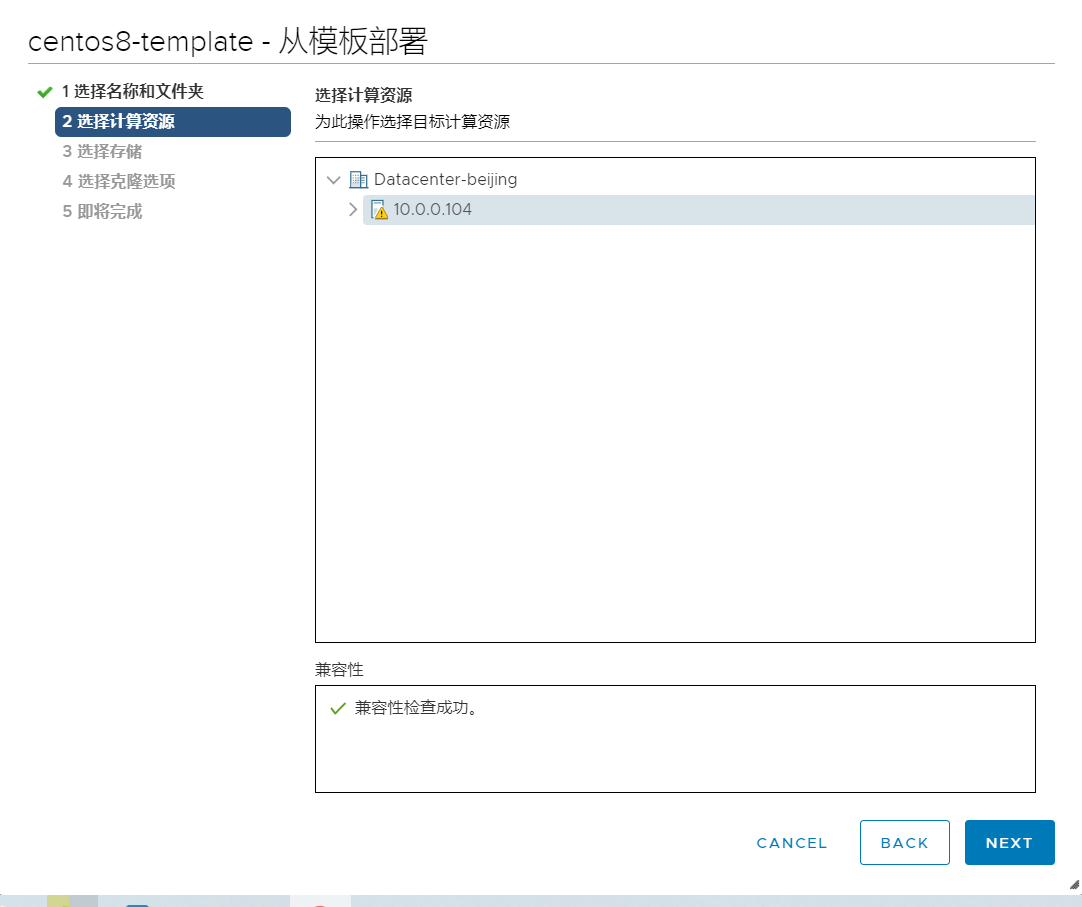 centos8-template - 从模板部署
1 选择名称和文件夹
2 选择计算资源
3 选择存储
4 选择克隆选项
5 即将完成
选择计算资源
为此操作选择目标计算资源
Datacenter-beijing
10.0.0.104
兼容性
兼容性检查成功。
CANCEL
BACK
NEXT